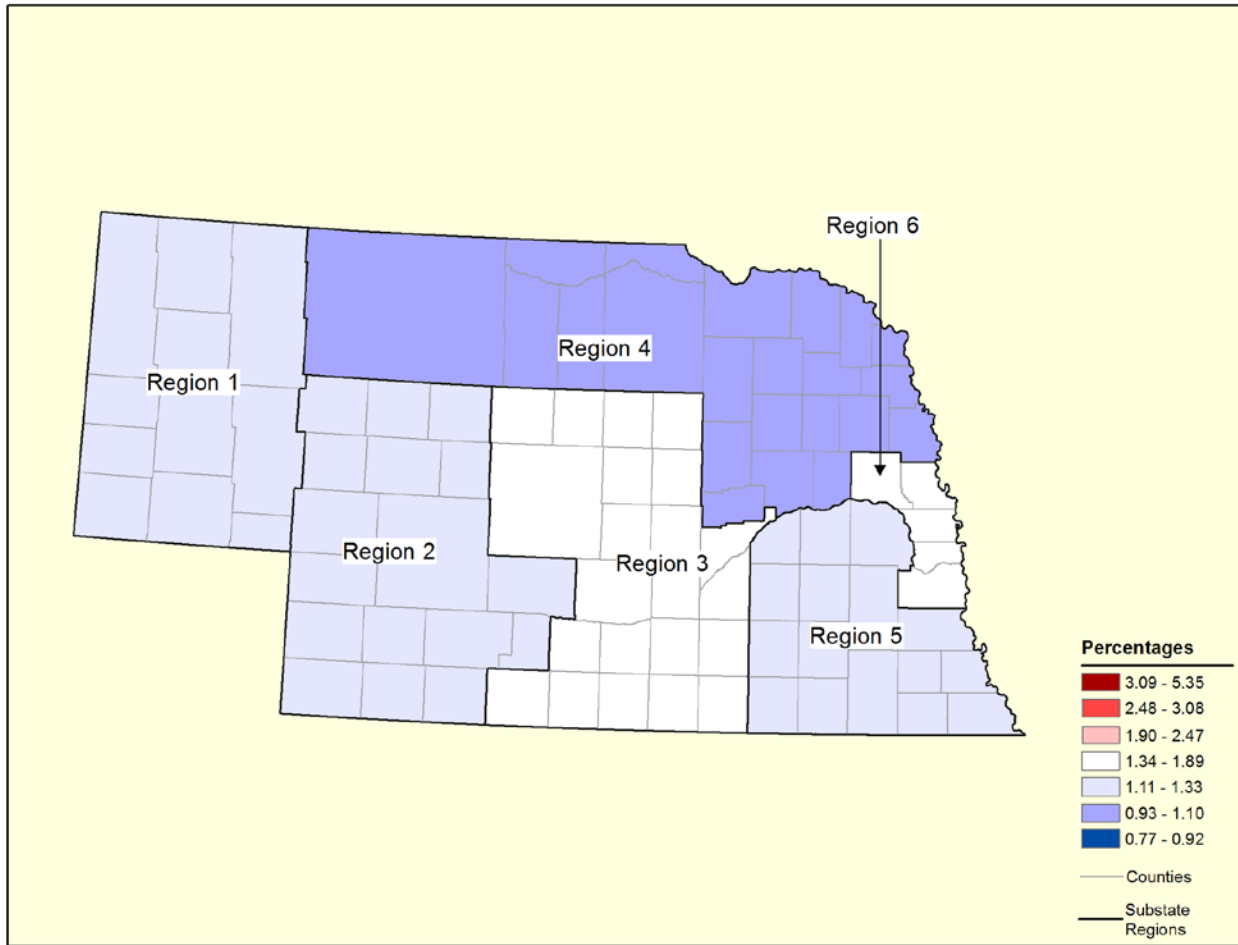 Region 6
Region 4
Region 1
Region 2
Region 3
Region 5
Percentages
3.09 - 5.35
2.48 - 3.08
1.90 - 2.47
1.34 - 1.89
1.11 - 1.33
0.93 - 1.10
0.77 - 0.92
Counties
Substate
Regions